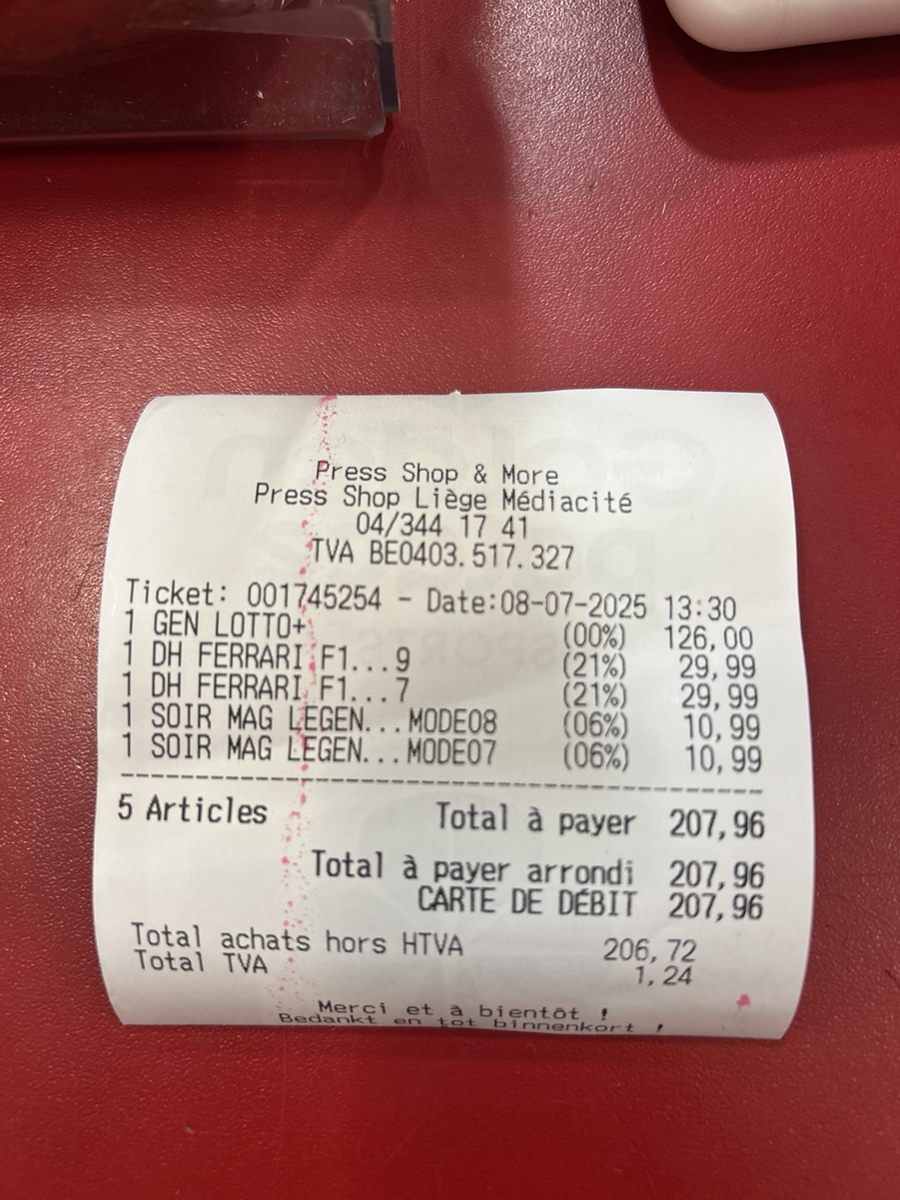 Press Shop & More
Press Shop Liège Médiacité
04/344 17 41
TVA BE0403.517.327
Ticket: 001745254 - Date:08-07-2025 13:30
1 GEN LOTTO+ (00%) 126,00
1 DH FERRARI F1...9 (21%) 29,99
1 DH FERRARI F1...7 (21%) 29,99
1 SOIR MAG LEGEN...MODE08 (06%) 10,99
1 SOIR MAG LEGEN...MODE07 (06%) 10,99
5 Articles Total à payer 207,96
Total à payer arrondi 207,96
CARTE DE DÉBIT 207,96
Total achats hors HTVA 206,72
Total TVA 1,24
Merci et à bientôt !
Bedankt en tot binnenkort !